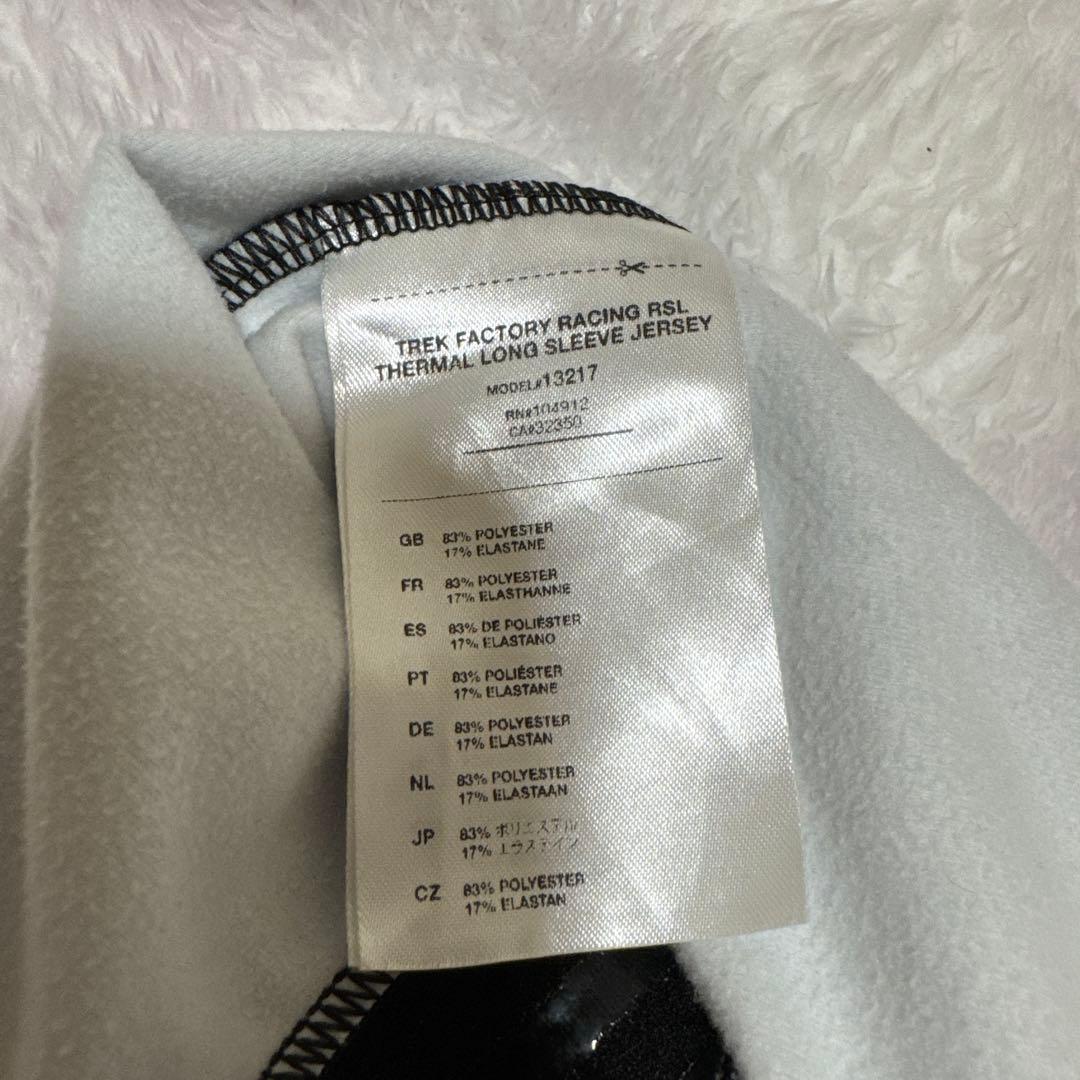 TREK FACTORY RACING RSL
THERMAL LONG SLEEVE JERSEY
MODEL#13217
RN#104912
CA#32350
GB 83% POLYESTER
17% ELASTANE
FR 83% POLYESTER
17% ELASTHANNE
ES 83% DE POLIÉSTER
17% ELASTANO
PT 83% POLIÉSTER
17% ELASTANE
DE 83% POLYESTER
17% ELASTAN
NL 83% POLYESTER
17% ELASTAAN
JP 83% ポリエステル
17% エラステイン
CZ 83% POLYESTER
17% ELASTAN